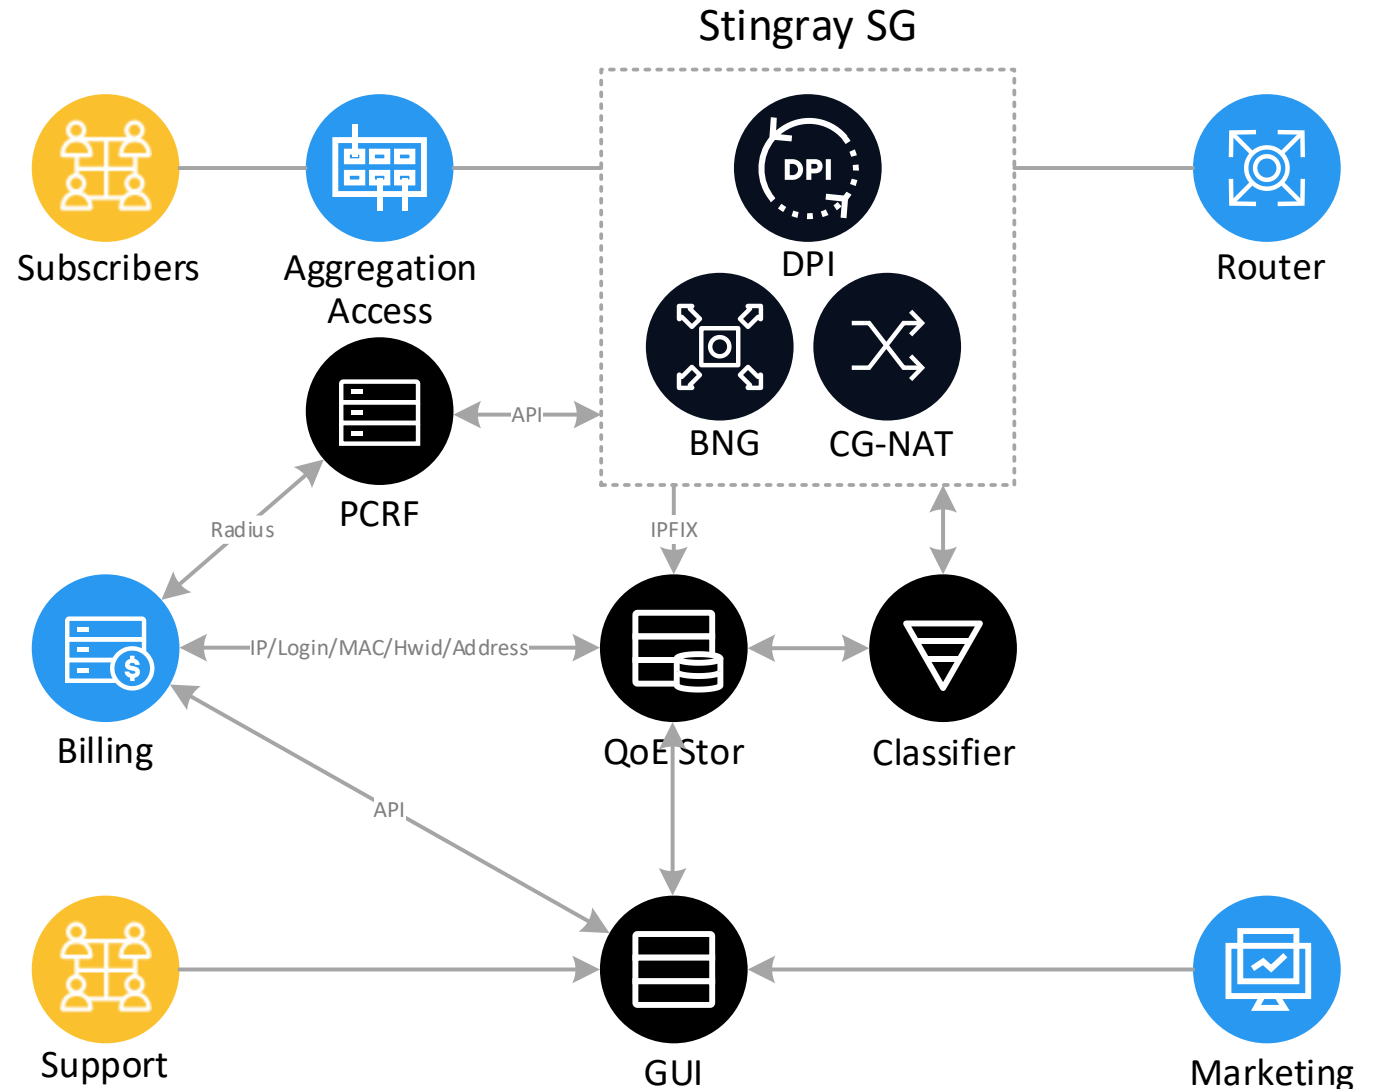 Stingray SG
DPI
DPI
Subscribers
Aggregation
Access
Router
BNG
CG-NAT
API
PCRF
Radius
IPFIX
IP/Login/MAC/Hwid/Address
Billing
QoE Stor
Classifier
API
Support
GUI
Marketing